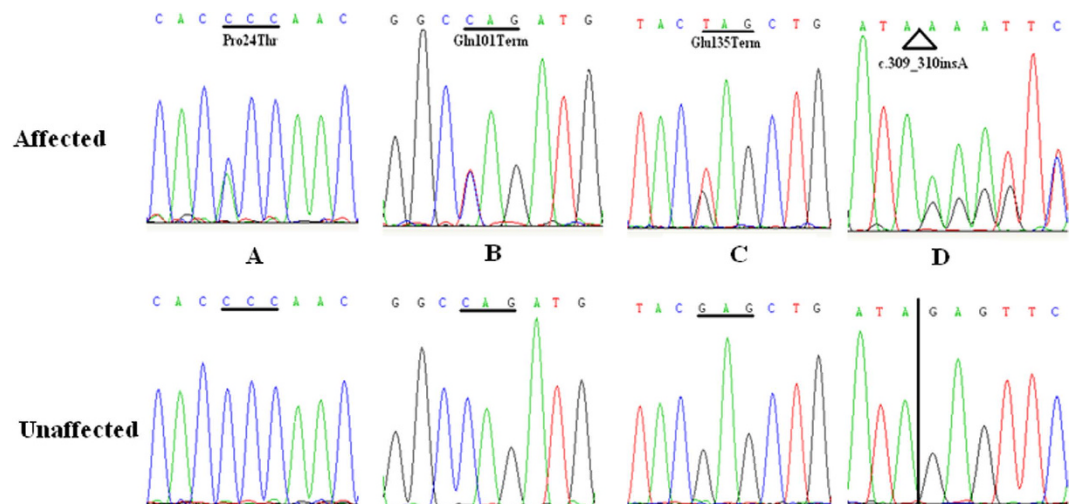 C A C C C C A A C
Pro24Thr
G G C C A G A T G
Gln101Term
T A C T A G C T G
Glu135Term
A T A A A A T T C
c.309_310insA
Affected
A
B
C
D
C A C C C C A A C
G G C C A G A T G
T A C G A G C T G
A T A G A G T T C
Unaffected